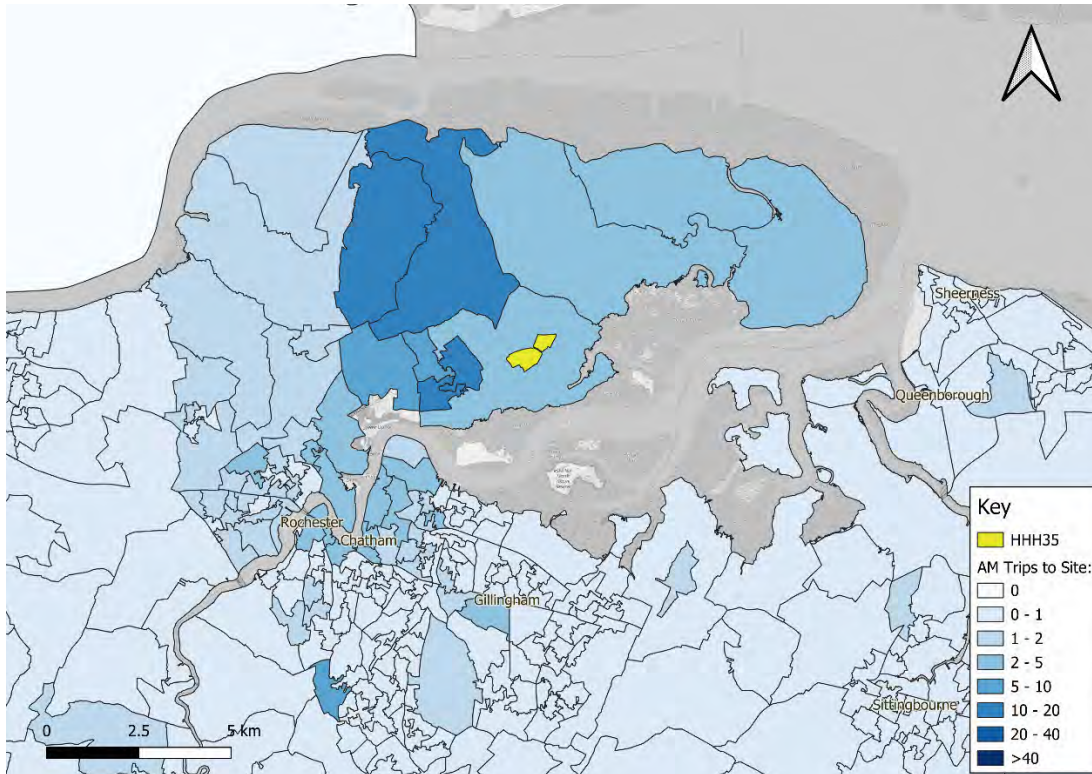 Sheerness
Queenborough
Rochester
Chatham
Gillingham
Sittingbourne
0 2.5 5 km
Key
HHH35
AM Trips to Site:
0
0 - 1
1 - 2
2 - 5
5 - 10
10 - 20
20 - 40
>40